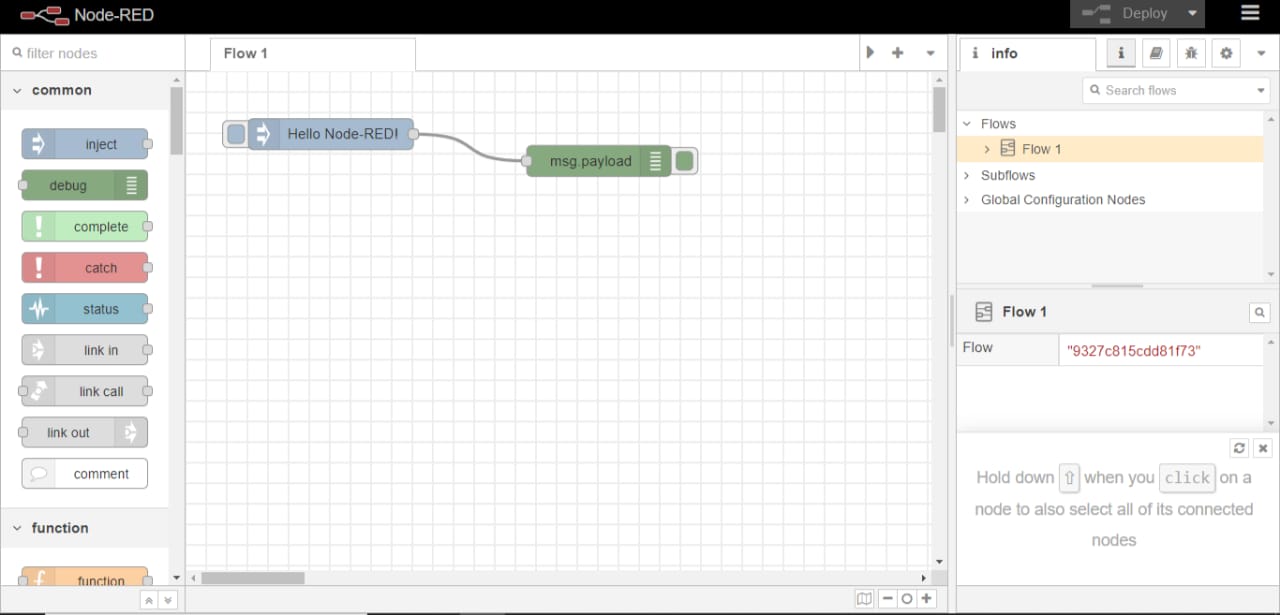 Node-RED
Deploy
filter nodes
Flow 1
i info
i
common
Search flows
inject
debug
complete
catch
status
link in
link call
link out
comment
function
function
Hello Node-RED!
msg.payload
Flows
Flow 1
Subflows
Global Configuration Nodes
Flow 1
Flow "9327c815cdd81f73"
Hold down ⇧ when you click on a
node to also select all of its connected
nodes